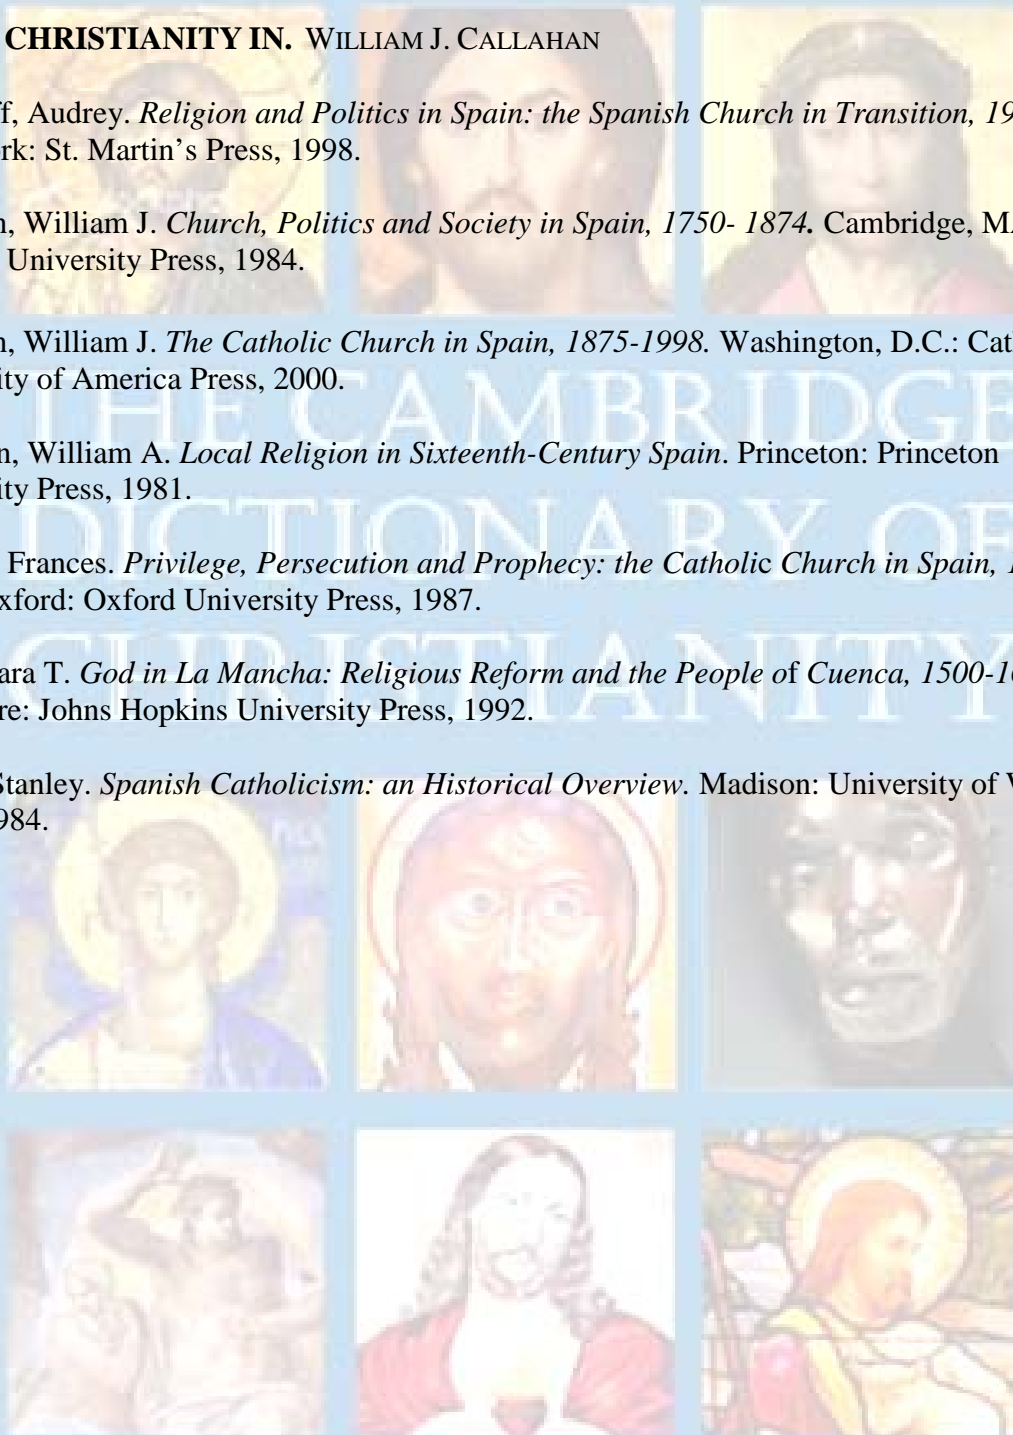 CHRISTIANITY IN. WILLIAM J. CALLAHAN
ff, Audrey. Religion and Politics in Spain: the Spanish Church in Transition, 19
rk: St. Martin's Press, 1998.
n, William J. Church, Politics and Society in Spain, 1750- 1874. Cambridge, MA
University Press, 1984.
n, William J. The Catholic Church in Spain, 1875-1998. Washington, D.C.: Cat
ity of America Press, 2000.
THE CAMBRIDGE
n, William A. Local Religion in Sixteenth-Century Spain. Princeton: Princeton
ity Press, 1981.
DICTIONARY OF
Frances. Privilege, Persecution and Prophecy: the Catholic Church in Spain, 1
xford: Oxford University Press, 1987.
CHRISTIANITY
ara T. God in La Mancha: Religious Reform and the People of Cuenca, 1500-16
re: Johns Hopkins University Press, 1992.
Stanley. Spanish Catholicism: an Historical Overview. Madison: University of W
984.